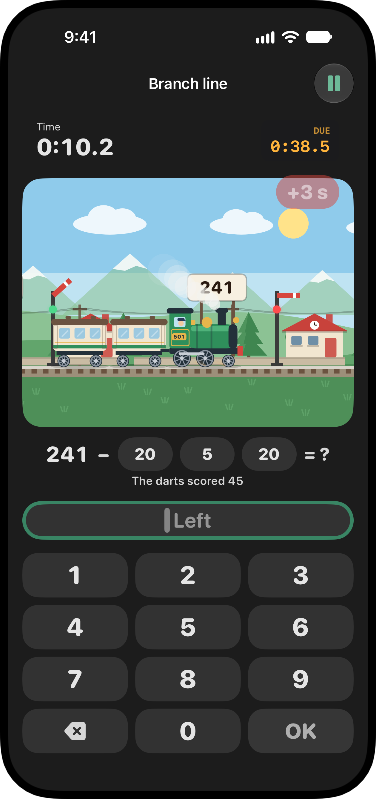 9:41
Branch line
Time
0:10.2
DUE
0:38.5
+3 s
241
501
241 – 20 5 20 = ?
The darts scored 45
Left
1 2 3
4 5 6
7 8 9
0 OK